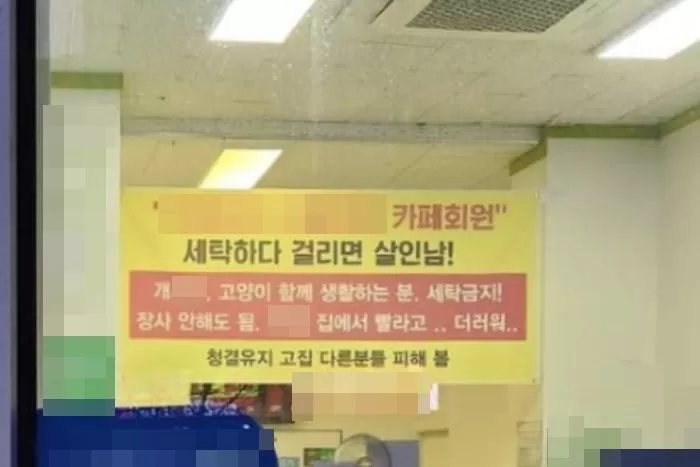 " 카페회원"
세탁하다 걸리면 살인남!
개 , 고양이 함께 생활하는 분. 세탁금지!
장사 안해도 됨. 집에서 빨라고 .. 더러워..
청결유지 고집 다른분들 피해 봄